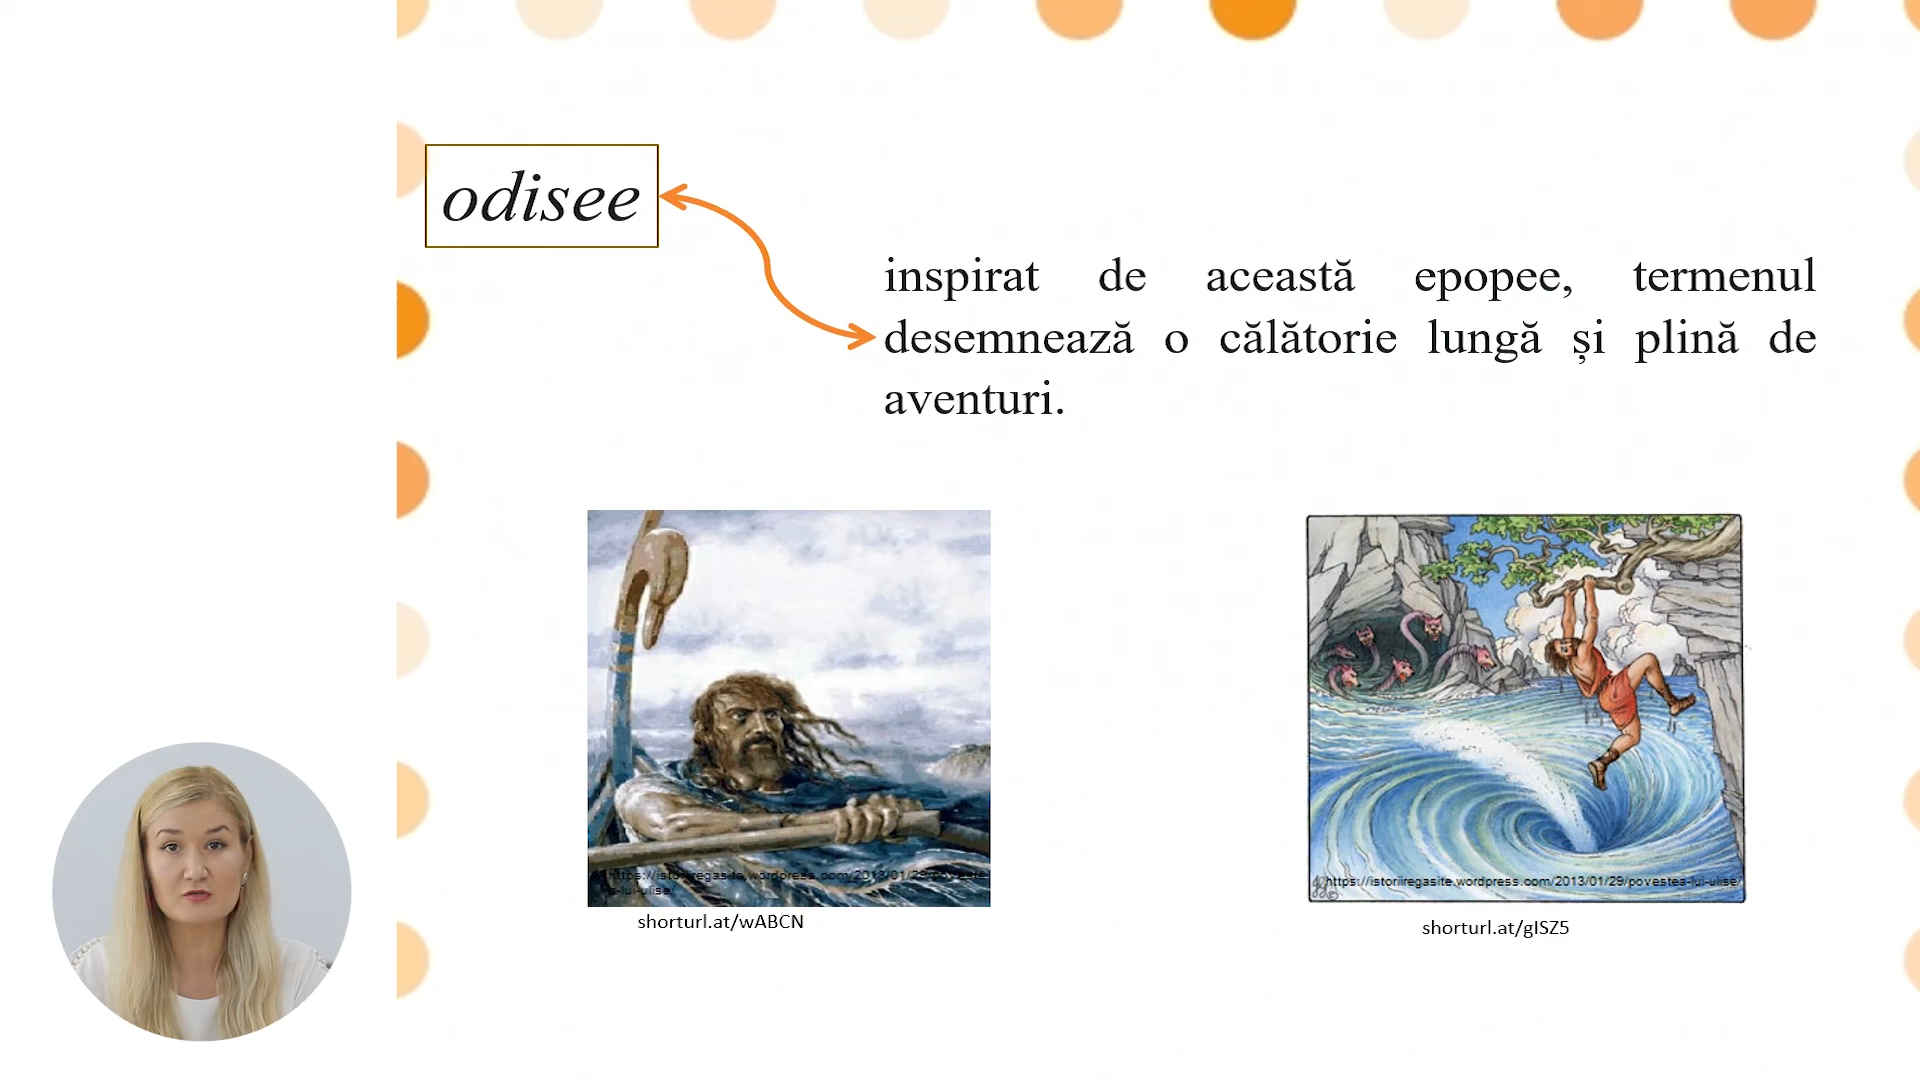 odisee
inspirat de această epopee, termenul
desemnează o călătorie lungă și plină de
aventuri.
https://istoriiregasite.wordpress.com/2013/01/29/poveste
a-lui-ulise/
shorturl.at/wABCN
https://istoriiregasite.wordpress.com/2013/01/29/povestea-lui-ulise/
shorturl.at/gISZ5